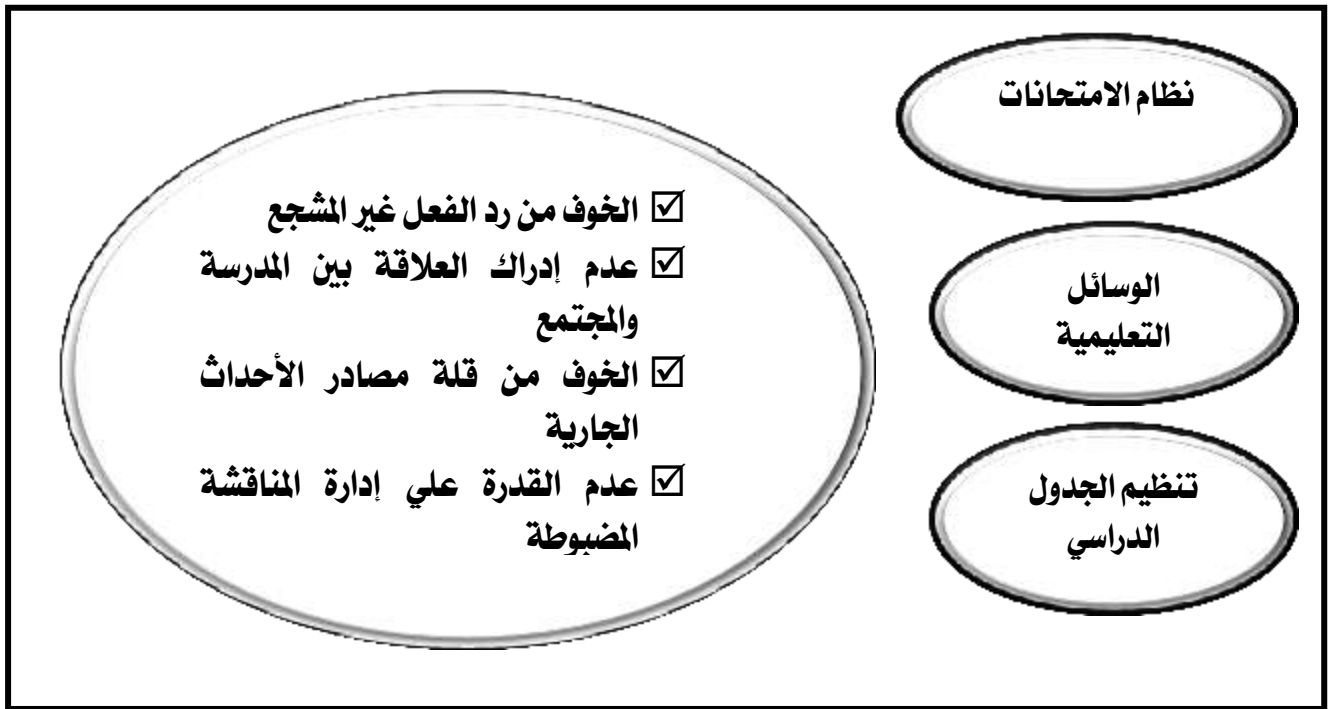 نظام الامتحانات
الوسائل
التعليمية
تنظيم الجدول
الدراسي
☑ الخوف من رد الفعل غير المشجع
☑ عدم إدراك العلاقة بين المدرسة
والمجتمع
☑ الخوف من قلة مصادر الأحداث
الجارية
☑ عدم القدرة علي إدارة المناقشة
المضبوطة